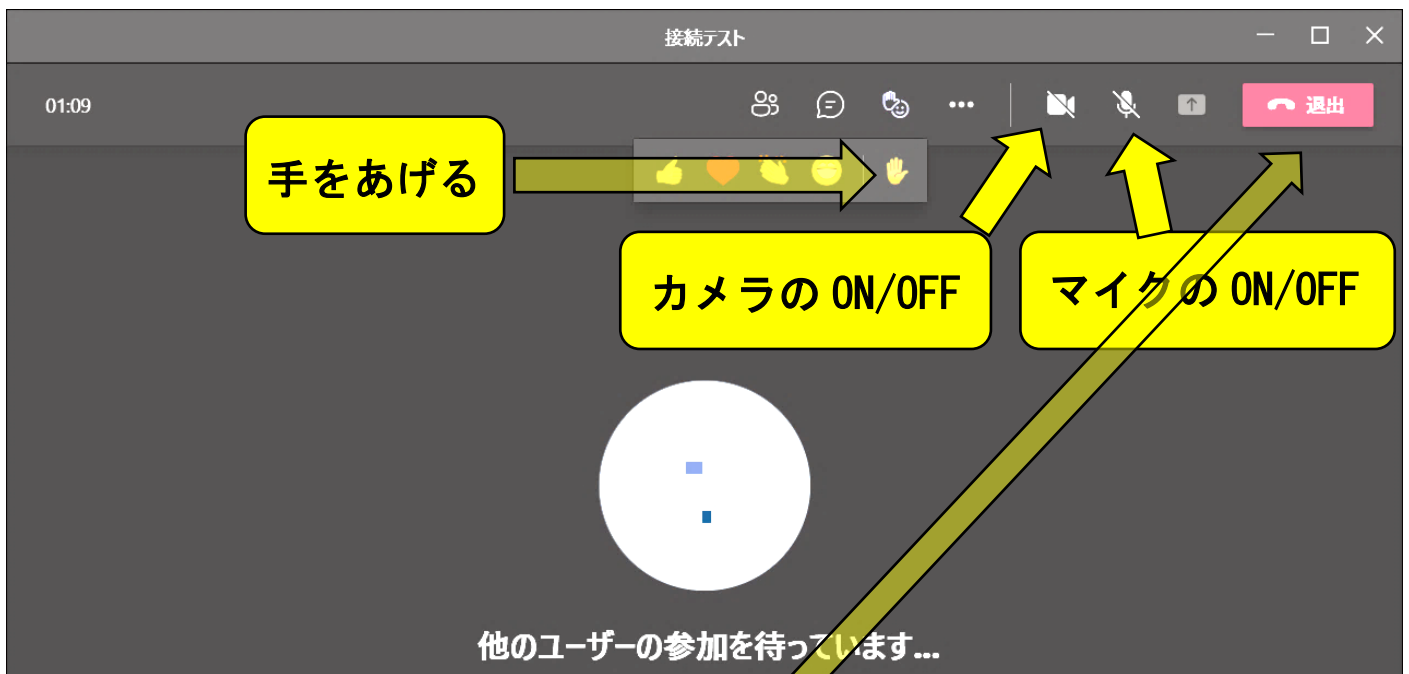 接続テスト
01:09
退出
手をあげる
カメラの ON/OFF
マイクの ON/OFF
他のユーザーの参加を待っています...